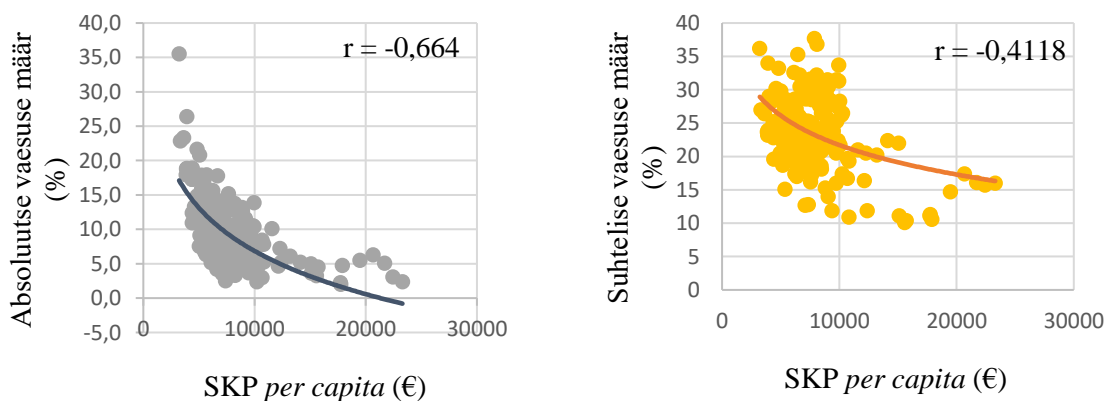 40,0
35,0
30,0
25,0
20,0
15,0
10,0
5,0
0,0
-5,0
0 10000 20000 30000
r = -0,664
Absoluutse vaesuse määr
(%)
SKP per capita (€)
40
35
30
25
20
15
10
5
0
0 10000 20000 30000
r = -0,4118
Suhtelise vaesuse määr
(%)
SKP per capita (€)